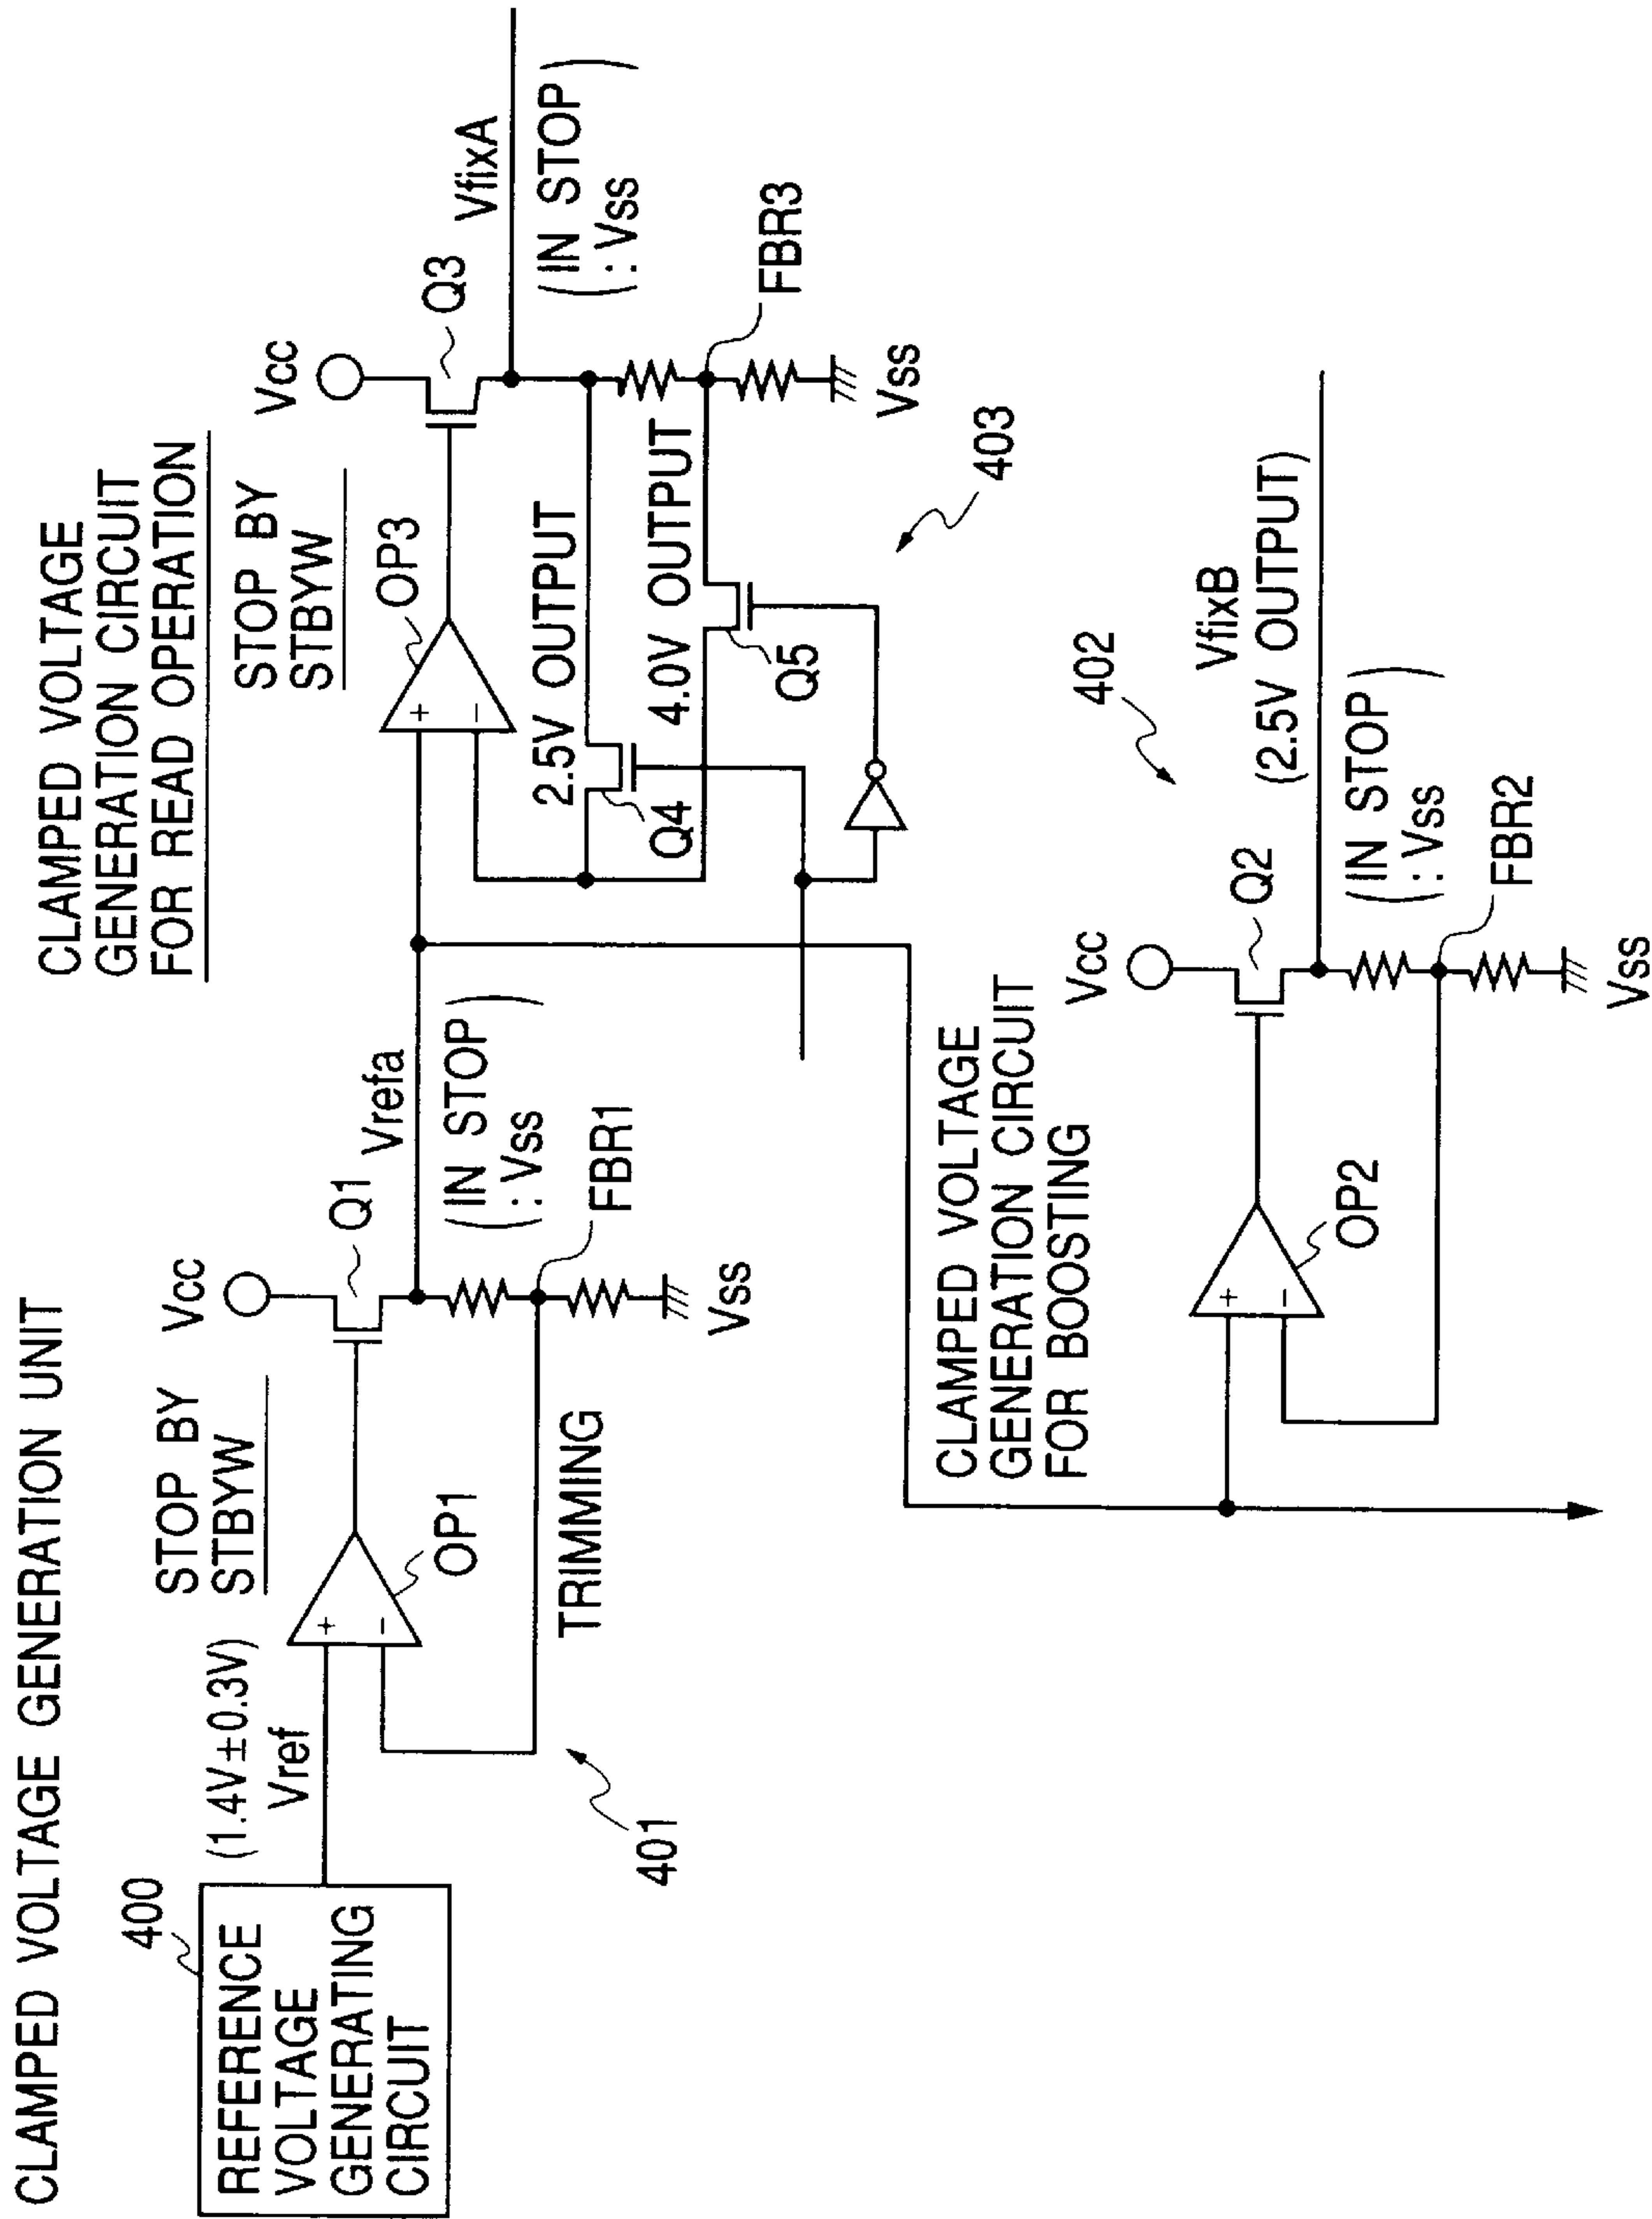 CLAMPED VOLTAGE GENERATION UNIT
400
REFERENCE
VOLTAGE
GENERATING
CIRCUIT
(1.4V±0.3V)
Vref
STOP BY
STBYW
+
-
OP1
TRIMMING
401
Vcc
Q1
Vrefa
(IN STOP)
: Vss
FBR1
Vss
CLAMPED VOLTAGE
GENERATION CIRCUIT
FOR READ OPERATION
STOP BY
STBYW
OP3
+
-
2.5V OUTPUT
Q4
4.0V OUTPUT
Q5
Vcc
Q3
VfixA
(IN STOP)
: Vss
FBR3
Vss
403
CLAMPED VOLTAGE
GENERATION CIRCUIT
FOR BOOSTING
+
-
OP2
402
Vcc
Q2
VfixB
(2.5V OUTPUT)
(IN STOP)
: Vss
FBR2
Vss